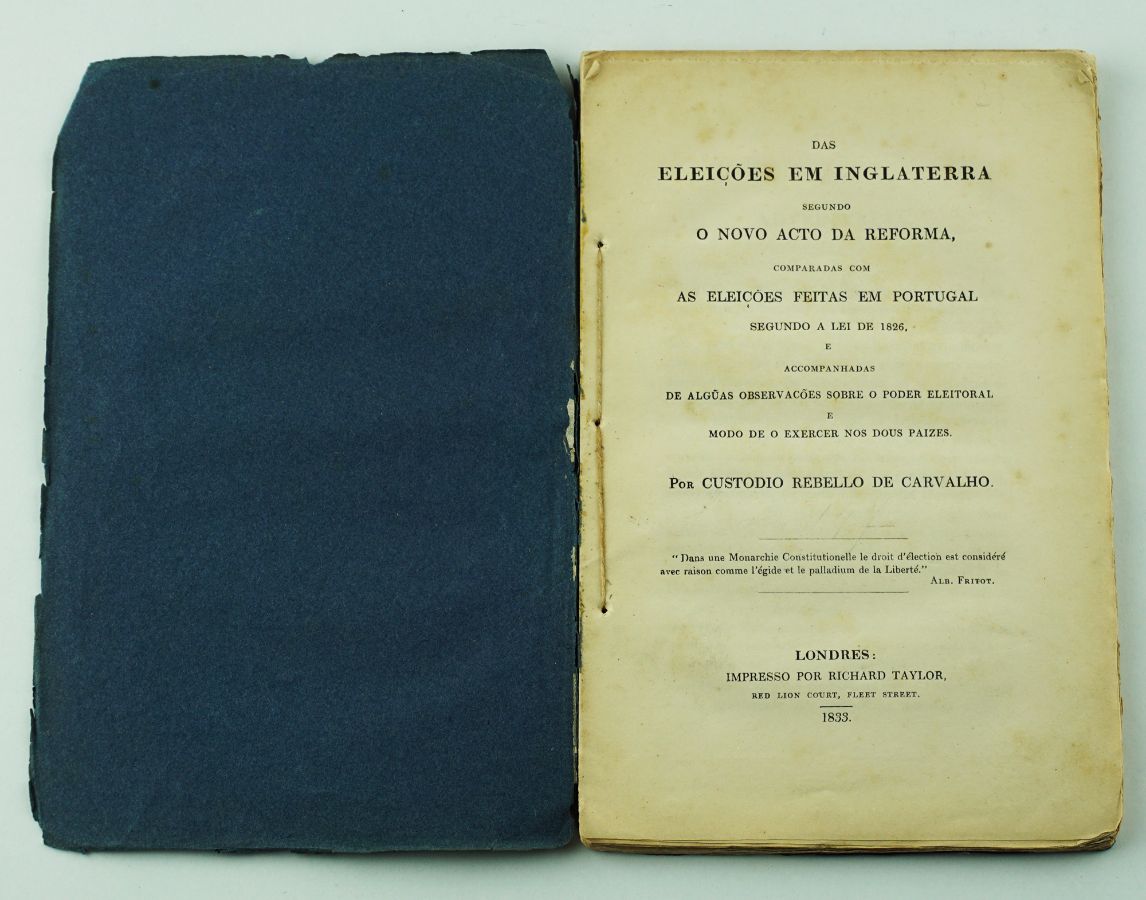 DAS
ELEIÇÕES EM INGLATERRA
SEGUNDO
O NOVO ACTO DA REFORMA,
COMPARADAS COM
AS ELEIÇÕES FEITAS EM PORTUGAL
SEGUNDO A LEI DE 1826,
E
ACCOMPANHADAS
DE ALGŨAS OBSERVACÕES SOBRE O PODER ELEITORAL
E
MODO DE O EXERCER NOS DOUS PAIZES.
POR CUSTODIO REBELLO DE CARVALHO.
“Dans une Monarchie Constitutionelle le droit d'élection est considéré
avec raison comme l'égide et le palladium de la Liberté.”
ALB. FRITOT.
LONDRES:
IMPRESSO POR RICHARD TAYLOR,
RED LION COURT, FLEET STREET.
1833.